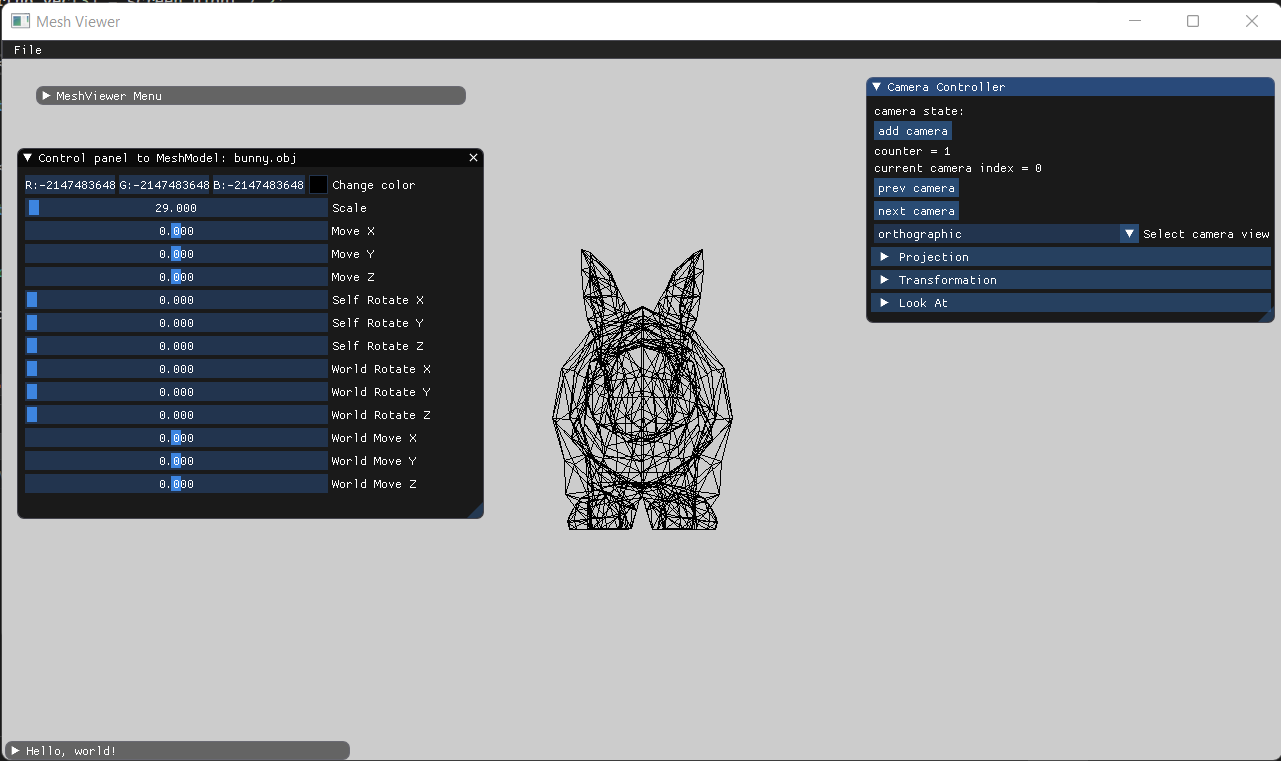 Mesh Viewer
File
MeshViewer Menu
Control panel to MeshModel: bunny.obj
R:-2147483648 G:-2147483648 B:-2147483648 Change color
29.000 Scale
0.000 Move X
0.000 Move Y
0.000 Move Z
0.000 Self Rotate X
0.000 Self Rotate Y
0.000 Self Rotate Z
0.000 World Rotate X
0.000 World Rotate Y
0.000 World Rotate Z
0.000 World Move X
0.000 World Move Y
0.000 World Move Z
Camera Controller
camera state:
add camera
counter = 1
current camera index = 0
prev camera
next camera
orthographic Select camera view
Projection
Transformation
Look At
Hello, world!